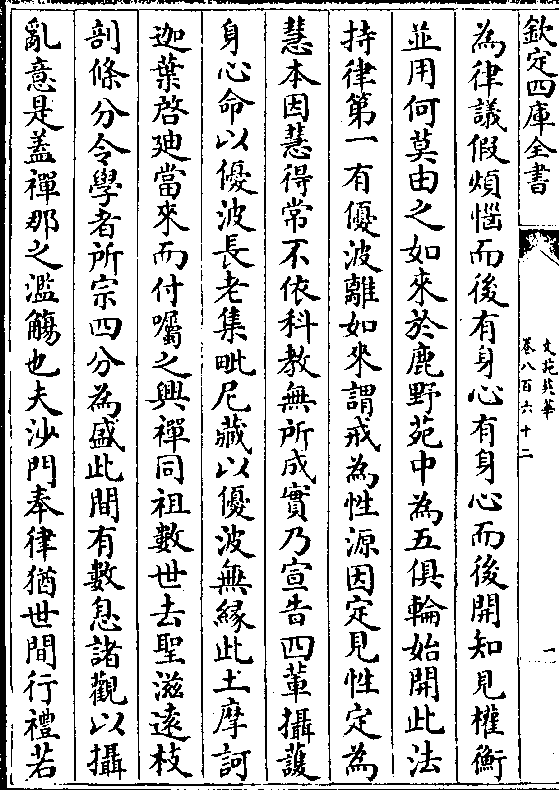 欽定四庫全書
文苑英華
卷八百六十二
一
為律議假煩惱而後有身心有身心而後開知見權衡
並用何莫由之如來於鹿野苑中為五俱輪始開此法
持律第一有優波離如來謂戒為性源因定見性定為
慧本因慧得常不依科教無所成實乃宣告四輩攝護
身心命以優波長老集毗尼藏以優波無緣此土摩訶
迦葉啓廸當來而付囑之興禪同祖數世去聖滋逺枝
剖條分令學者所宗四分為盛此間有數息諸觀以攝
亂意是盖禪那之濫觴也夫沙門奉律猶世間行禮若